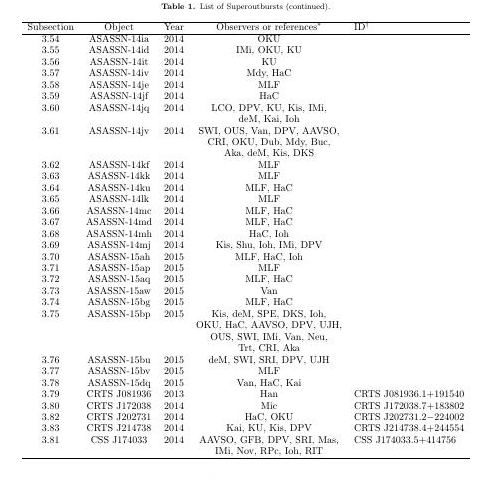 Table 1. List of Superoutbursts (continued).
Subsection Object Year Observers or references* ID†
3.54 ASASSN-14ia 2014 OKU
3.55 ASASSN-14id 2014 IMi, OKU, KU
3.56 ASASSN-14it 2014 KU
3.57 ASASSN-14iv 2014 Mdy, HaC
3.58 ASASSN-14je 2014 MLF
3.59 ASASSN-14jf 2014 HaC
3.60 ASASSN-14jq 2014 LCO, DPV, KU, Kis, IMi,
deM, Kai, Ioh
3.61 ASASSN-14jv 2014 SWI, OUS, Van, DPV, AAVSO,
CRI, OKU, Dub, Mdy, Buc,
Aka, deM, Kis, DKS
3.62 ASASSN-14kf 2014 MLF
3.63 ASASSN-14kk 2014 MLF
3.64 ASASSN-14ku 2014 MLF, HaC
3.65 ASASSN-14lk 2014 MLF
3.66 ASASSN-14mc 2014 MLF, HaC
3.67 ASASSN-14md 2014 MLF, HaC
3.68 ASASSN-14mh 2014 HaC, Ioh
3.69 ASASSN-14mj 2014 Kis, Shu, Ioh, IMi, DPV
3.70 ASASSN-15ah 2015 MLF, HaC, Ioh
3.71 ASASSN-15ap 2015 MLF
3.72 ASASSN-15aq 2015 MLF, HaC
3.73 ASASSN-15aw 2015 Van
3.74 ASASSN-15bg 2015 MLF, HaC
3.75 ASASSN-15bp 2015 Kis, deM, SPE, DKS, Ioh,
OKU, HaC, AAVSO, DPV, UJH,
OUS, SWI, IMi, Van, Neu,
Trt, CRI, Aka
3.76 ASASSN-15bu 2015 deM, SWI, SRI, DPV, UJH
3.77 ASASSN-15bv 2015 MLF
3.78 ASASSN-15dq 2015 Van, HaC, Kai
3.79 CRTS J081936 2013 Han CRTS J081936.1+191540
3.80 CRTS J172038 2014 Mic CRTS J172038.7+183802
3.82 CRTS J202731 2014 HaC, OKU CRTS J202731.2−224002
3.83 CRTS J214738 2014 Kai, KU, Kis, DPV CRTS J214738.4+244554
3.81 CSS J174033 2014 AAVSO, GFB, DPV, SRI, Mas, CSS J174033.5+414756
IMi, Nov, RPc, Ioh, RIT